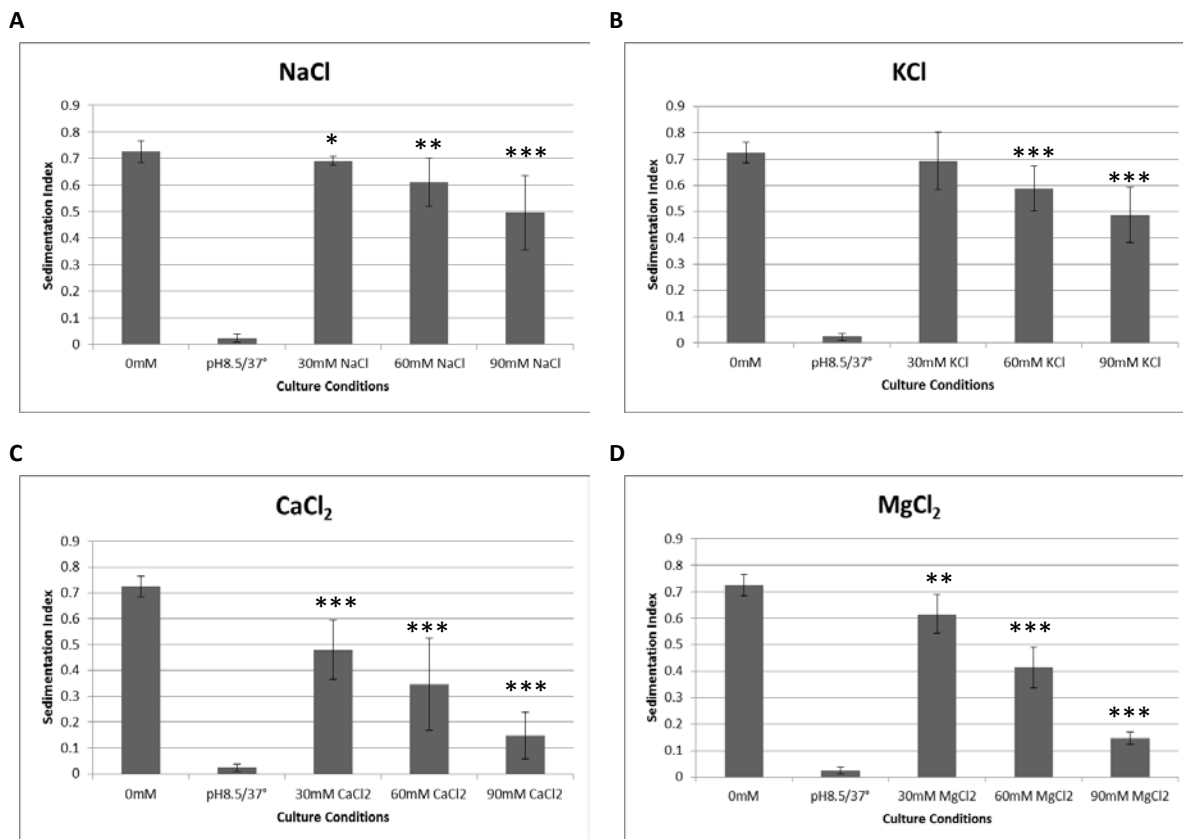 A
NaCl
Sedimentation Index
0.9
0.8
0.7
0.6
0.5
0.4
0.3
0.2
0.1
0
*
**
***
0mM
pH8.5/37°
30mM NaCl
60mM NaCl
90mM NaCl
Culture Conditions
B
KCl
Sedimentation Index
0.9
0.8
0.7
0.6
0.5
0.4
0.3
0.2
0.1
0
***
***
0mM
pH8.5/37°
30mM KCl
60mM KCl
90mM KCl
Culture Conditions
C
CaCl₂
Sedimentation Index
0.9
0.8
0.7
0.6
0.5
0.4
0.3
0.2
0.1
0
***
***
***
0mM
pH8.5/37°
30mM CaCl2
60mM CaCl2
90mM CaCl2
Culture Conditions
D
MgCl₂
Sedimentation Index
0.9
0.8
0.7
0.6
0.5
0.4
0.3
0.2
0.1
0
**
***
***
0mM
pH8.5/37°
30mM MgCl2
60mM MgCl2
90mM MgCl2
Culture Conditions